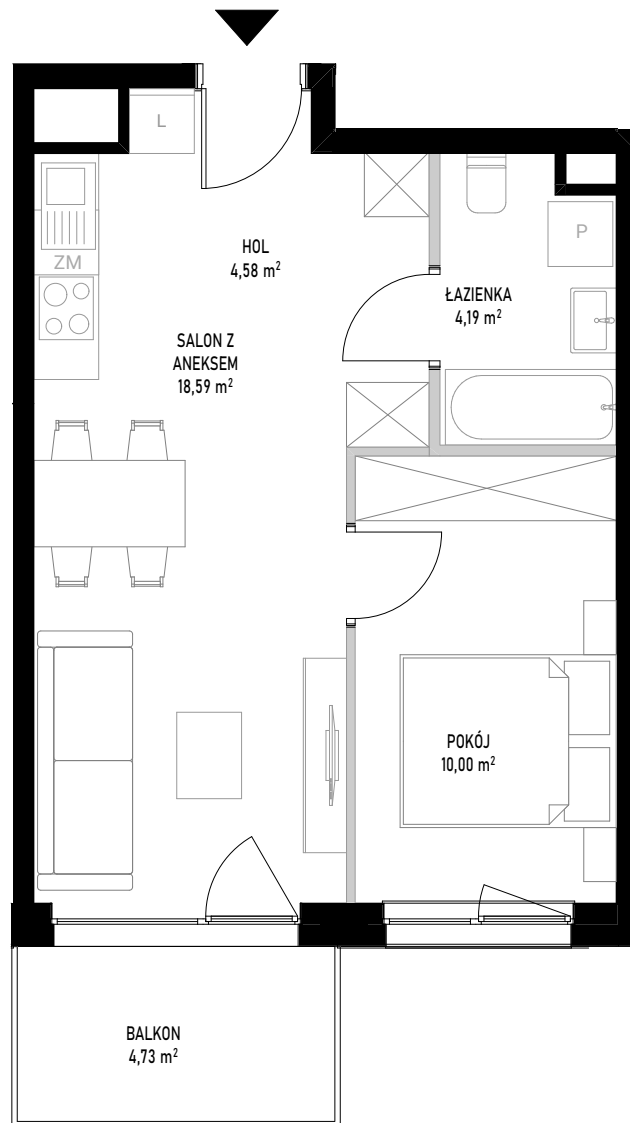 L
HOL
4,58 m²
ZM
P
ŁAZIENKA
4,19 m²
SALON Z
ANEKSEM
18,59 m²
POKÓJ
10,00 m²
BALKON
4,73 m²